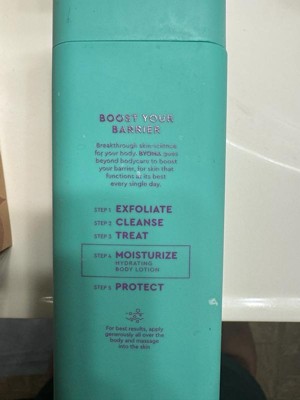 BOOST YOUR
BARRIER
Breakthrough skin-science
for your body. BYOMA goes
beyond bodycare to boost
your barrier, for skin that
functions at its best
every single day.
STEP 1. EXFOLIATE
STEP 2. CLEANSE
STEP 3. TREAT
STEP 4. MOISTURIZE
HYDRATING
BODY LOTION
STEP 5. PROTECT
For best results, apply
generously all over the
body and massage
into the skin